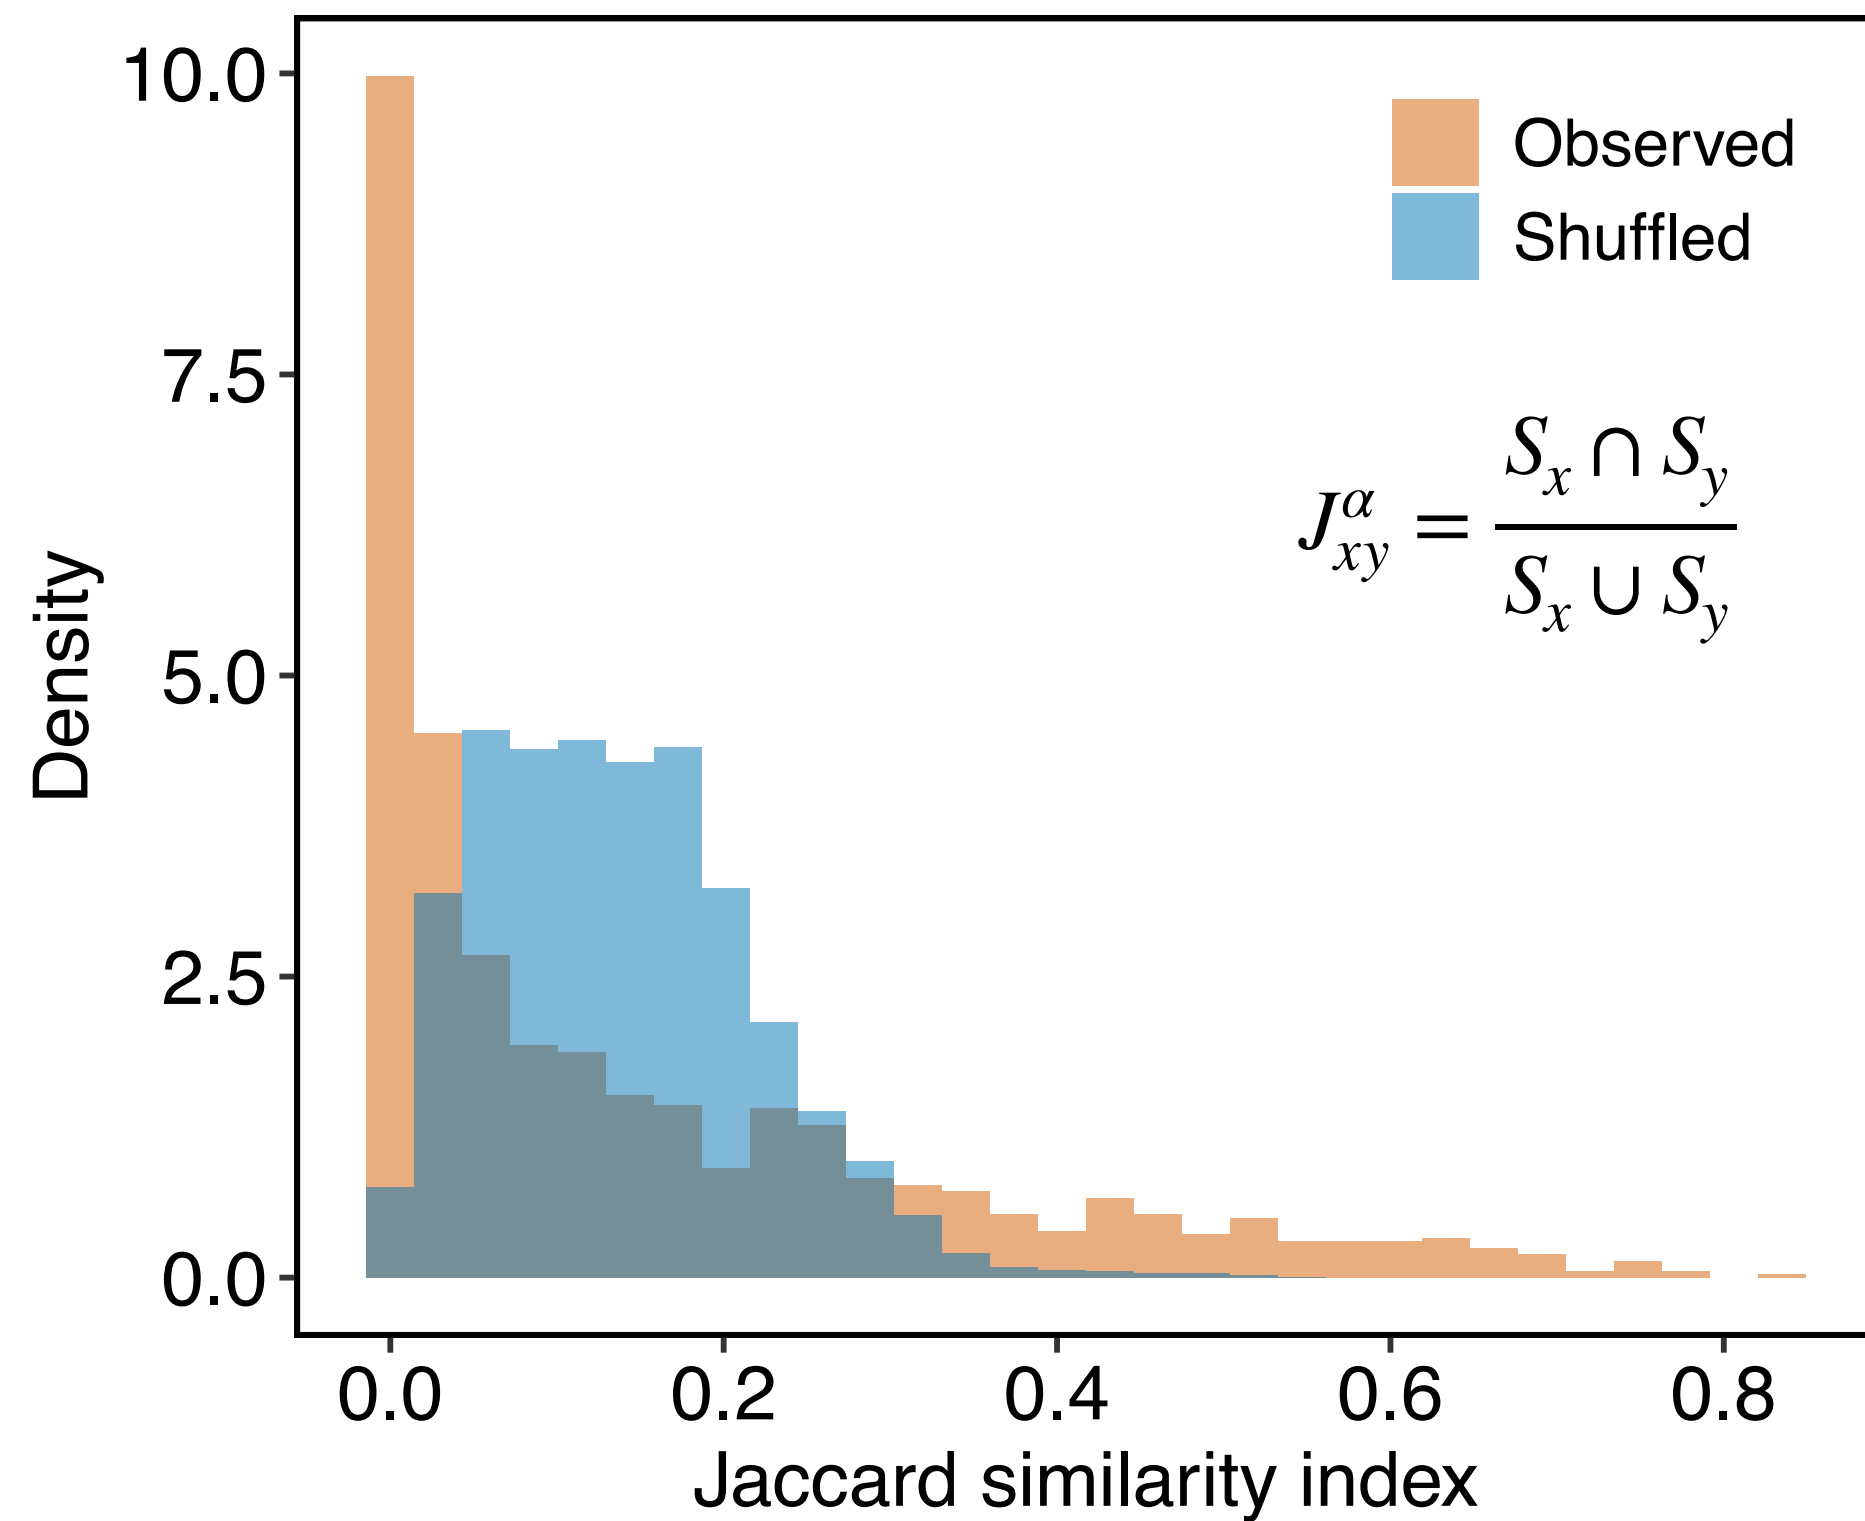 10.0
7.5
5.0
2.5
0.0
Density
Observed
Shuffled
J^α_xy = (S_x ∩ S_y) / (S_x ∪ S_y)
0.0 0.2 0.4 0.6 0.8
Jaccard similarity index